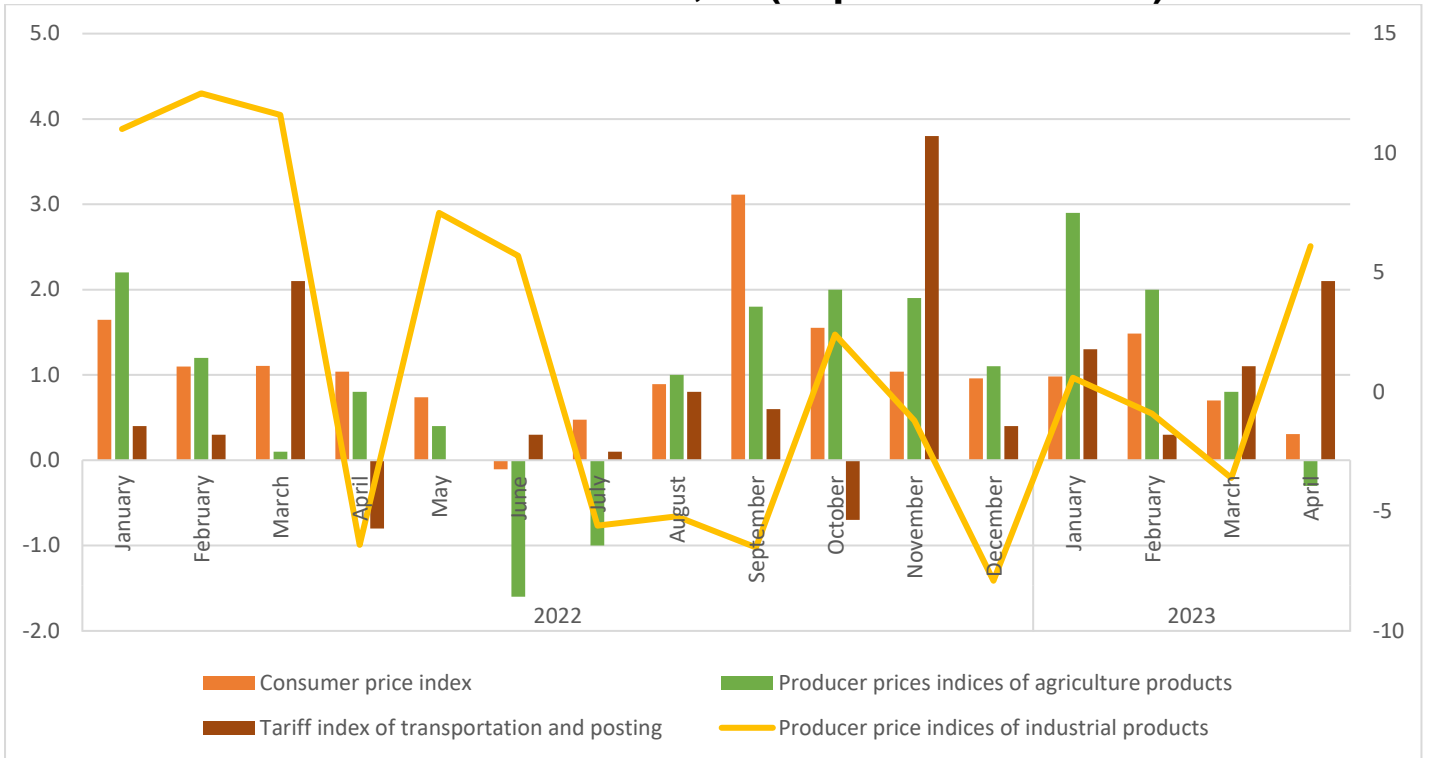 5.0
4.0
3.0
2.0
1.0
0.0
-1.0
-2.0
15
10
5
0
-5
-10
January
February
March
April
May
June
July
August
September
October
November
December
January
February
March
April
2022
2023
Consumer price index
Producer prices indices of agriculture products
Tariff index of transportation and posting
Producer price indices of industrial products